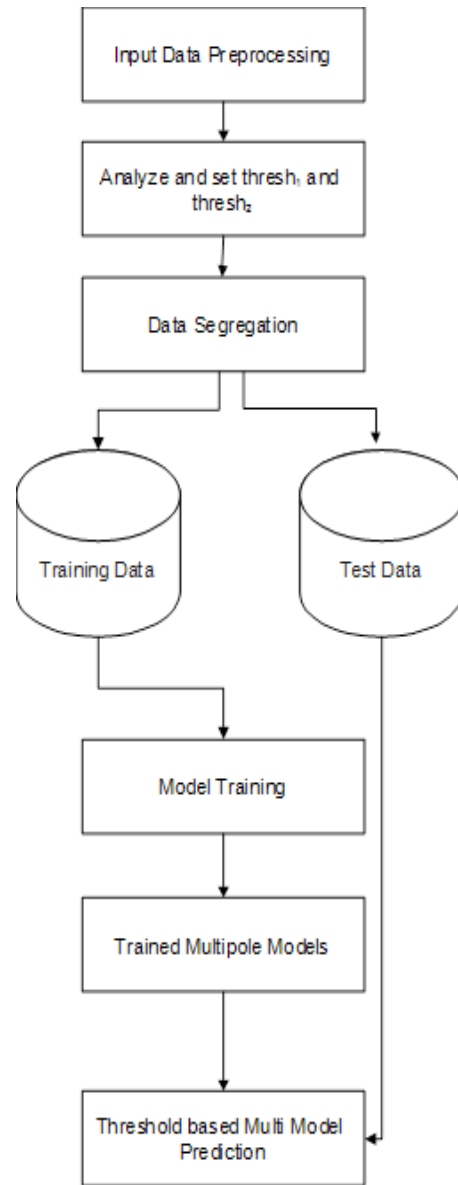 Input Data Preprocessing
Analyze and set thresh₁ and
thresh₂
Data Segregation
Training Data
Test Data
Model Training
Trained Multipole Models
Threshold based Multi Model
Prediction